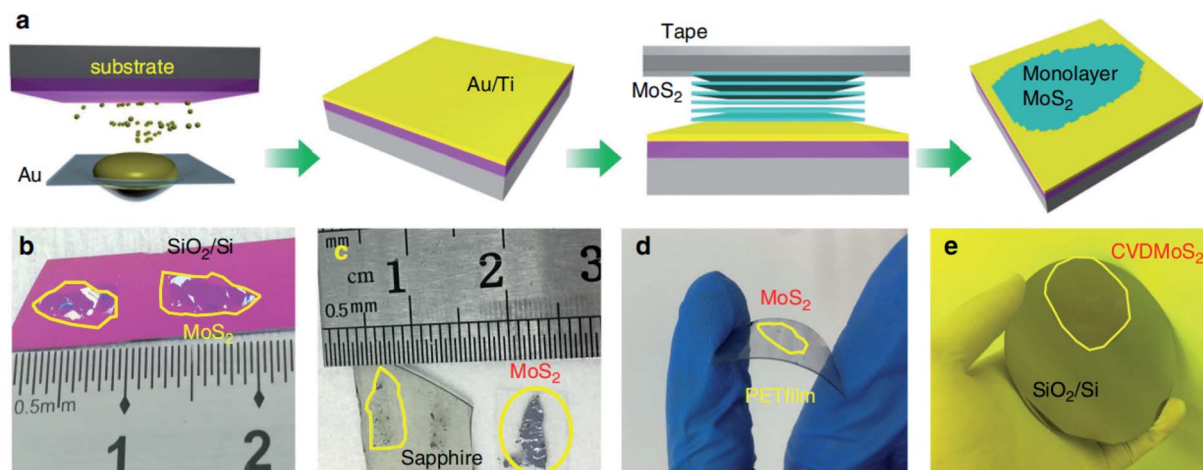 a
substrate
Au
Au/Ti
Tape
MoS₂
Monolayer
MoS₂
b
SiO₂/Si
MoS₂
0.5mm
1
2
c
mm
cm
1
2
3
0.5mm
MoS₂
Sapphire
d
MoS₂
PETfilm
e
CVDMoS₂
SiO₂/Si